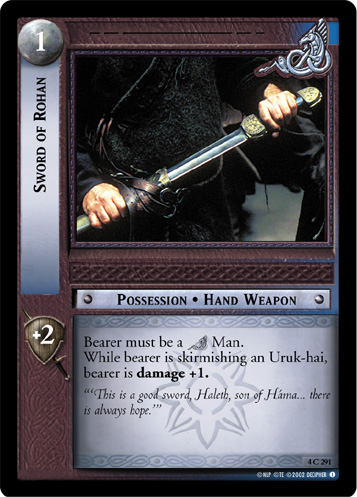 1
SWORD OF ROHAN
POSSESSION • HAND WEAPON
+2
Bearer must be a Man.
While bearer is skirmishing an Uruk-hai,
bearer is damage +1.
“‘This is a good sword, Haleth, son of Háma... there
is always hope.’”
4 C 291
©NLP ™TE ©2002 DECIPHER 1